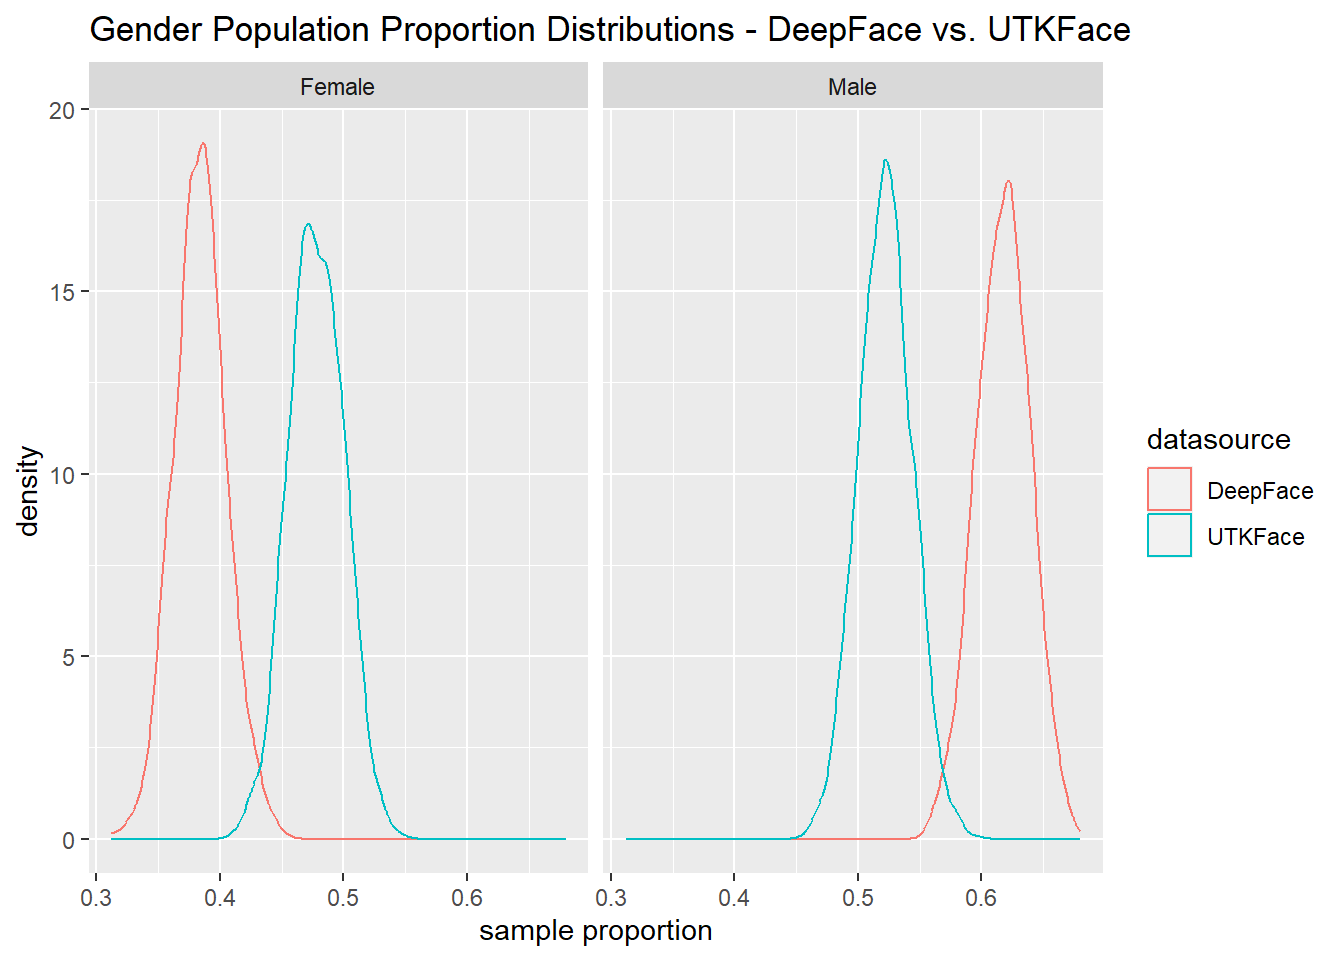 Gender Population Proportion Distributions - DeepFace vs. UTKFace
Female
Male
20
15
10
5
0
density
0.3 0.4 0.5 0.6
0.3 0.4 0.5 0.6
sample proportion
datasource
DeepFace
UTKFace